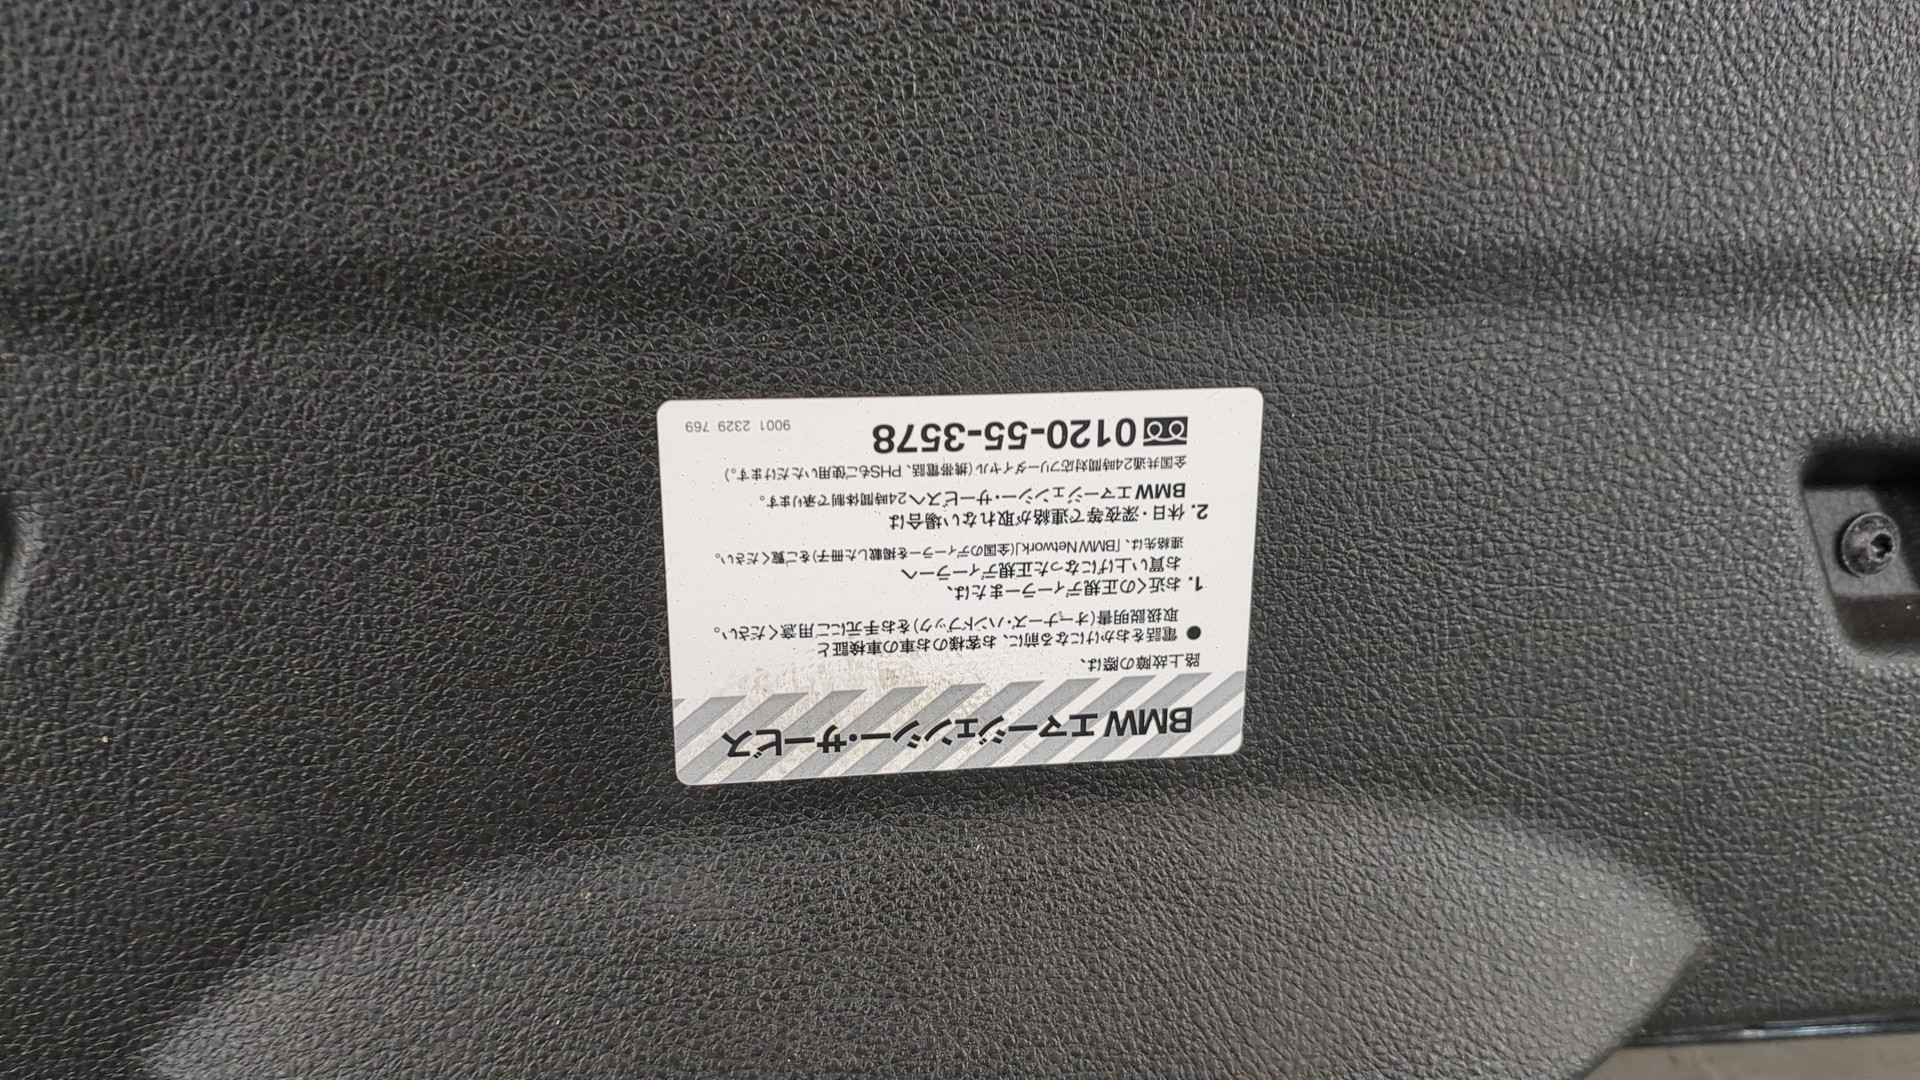 BMW エマージェンシー・サービス
路上故障の際は、
● 電話をおかけになる前に、お客様のお車の車検証と
取扱説明書(オーナーズ・ハンドブック)をお手元にご用意ください。
1. お近くの正規ディーラーまたは、
お買い上げになった正規ディーラーへ
連絡先は、「BMW Network」(全国のディーラーを掲載した冊子)をご覧ください。
2. 休日・深夜等で連絡が取れない場合は
BMW エマージェンシー・サービスへ24時間体制で承ります。
全国共通24時間対応フリーダイヤル(携帯電話、PHSもご使用いただけます。)
0120-55-3578
9001 2329 769